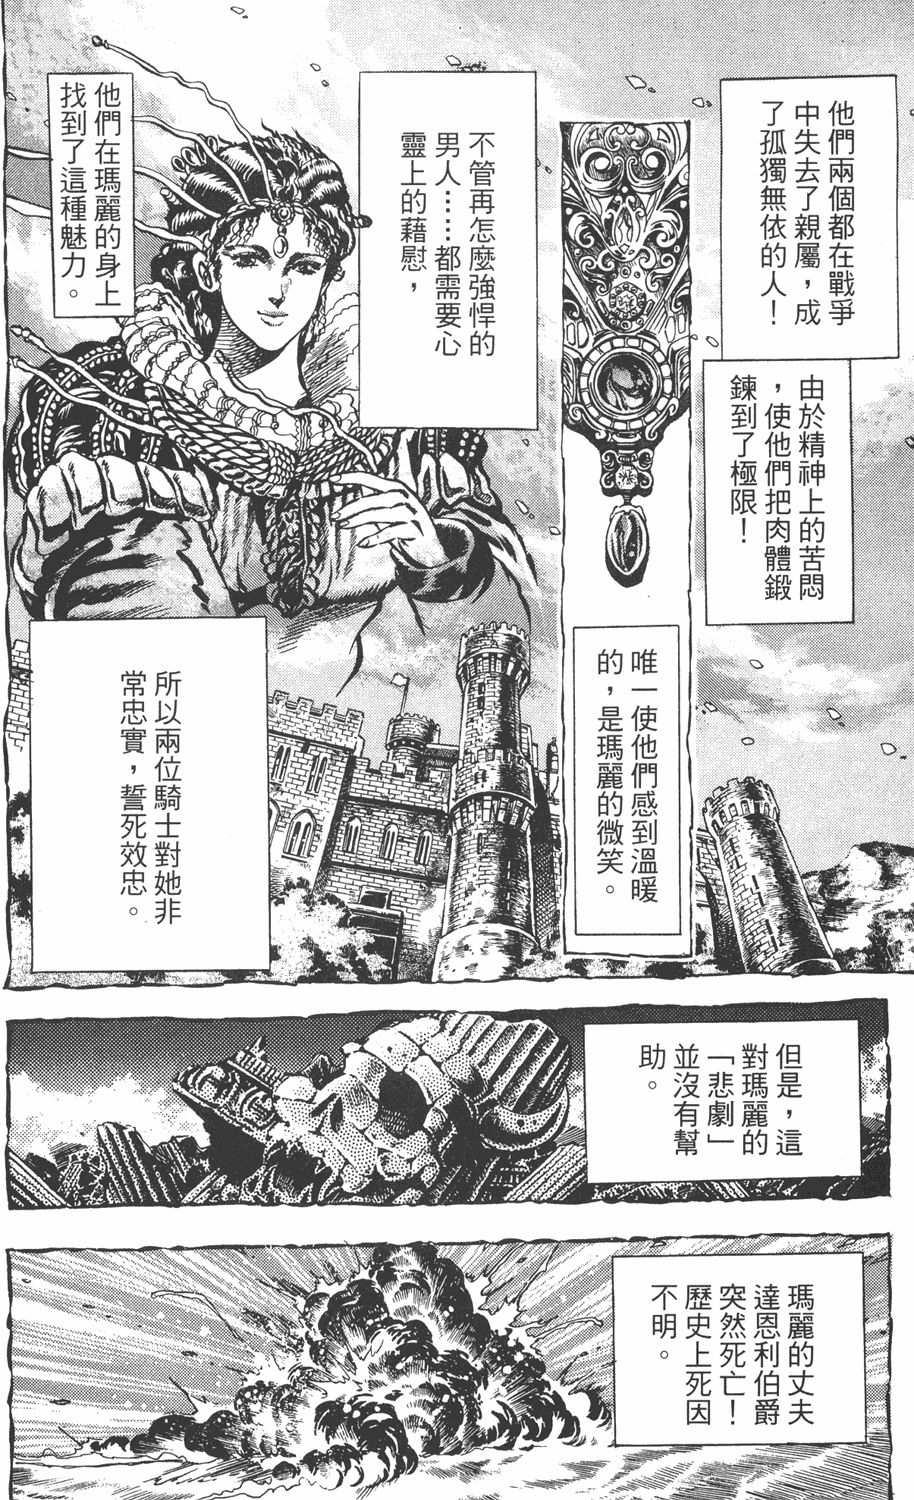 他們兩個都在戰爭
中失去了親屬，成
了孤獨無依的人！
由於精神上的苦悶
，使他們把肉體鍛
鍊到了極限！
唯一使他們感到溫暖
的，是瑪麗的微笑。
不管再怎麼強悍的
男人……都需要心
靈上的藉慰，
他們在瑪麗的身上
找到了這種魅力。
所以兩位騎士對她非
常忠實，誓死效忠。
但是，這
對瑪麗的
「悲劇」
並沒有幫
助。
瑪麗的丈夫
達恩利伯爵
突然死亡！
歷史上死因
不明。